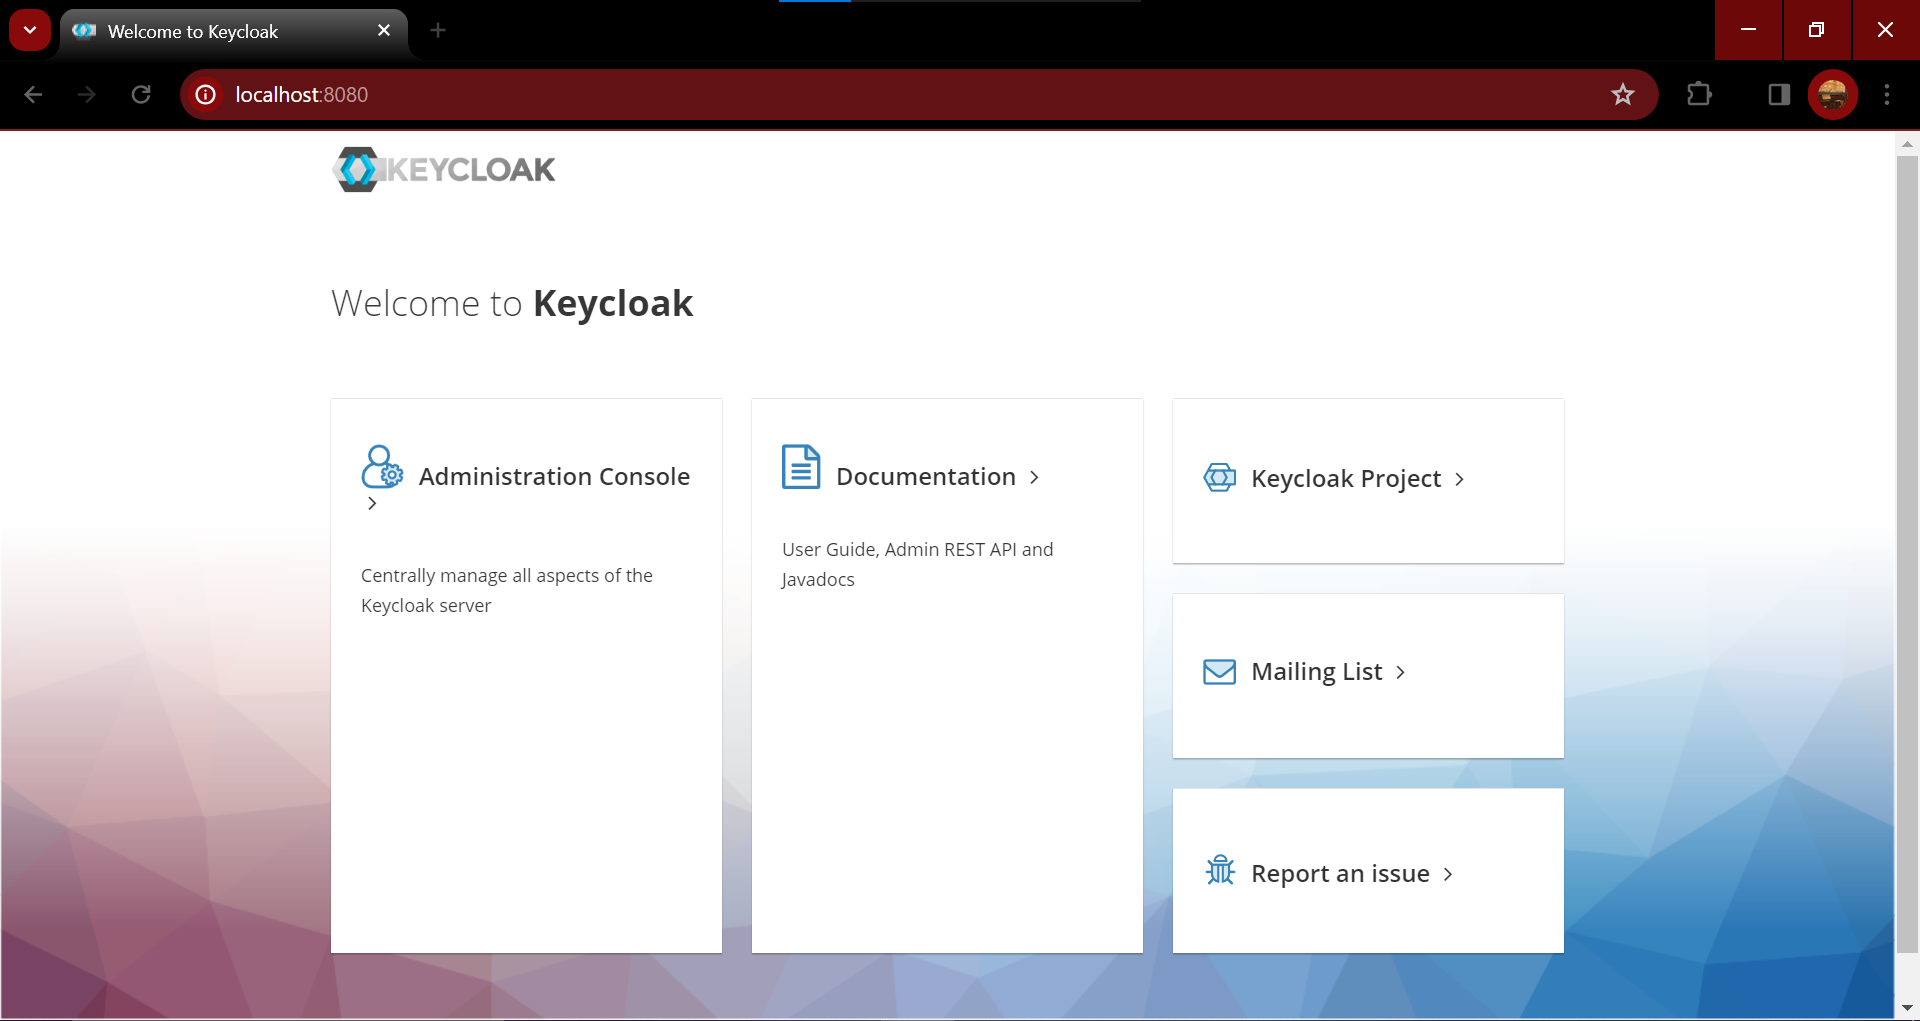 Welcome to Keycloak
localhost:8080
KEYCLOAK
Welcome to Keycloak
Administration Console
Centrally manage all aspects of the
Keycloak server
Documentation
User Guide, Admin REST API and
Javadocs
Keycloak Project
Mailing List
Report an issue